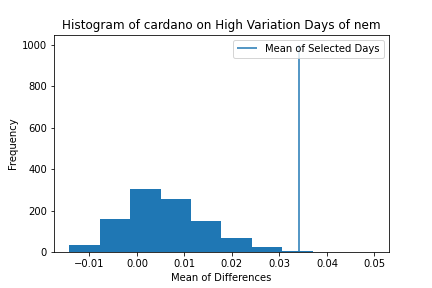 Histogram of cardano on High Variation Days of nem
Mean of Selected Days
1000
800
600
400
200
0
Frequency
−0.01 0.00 0.01 0.02 0.03 0.04 0.05
Mean of Differences